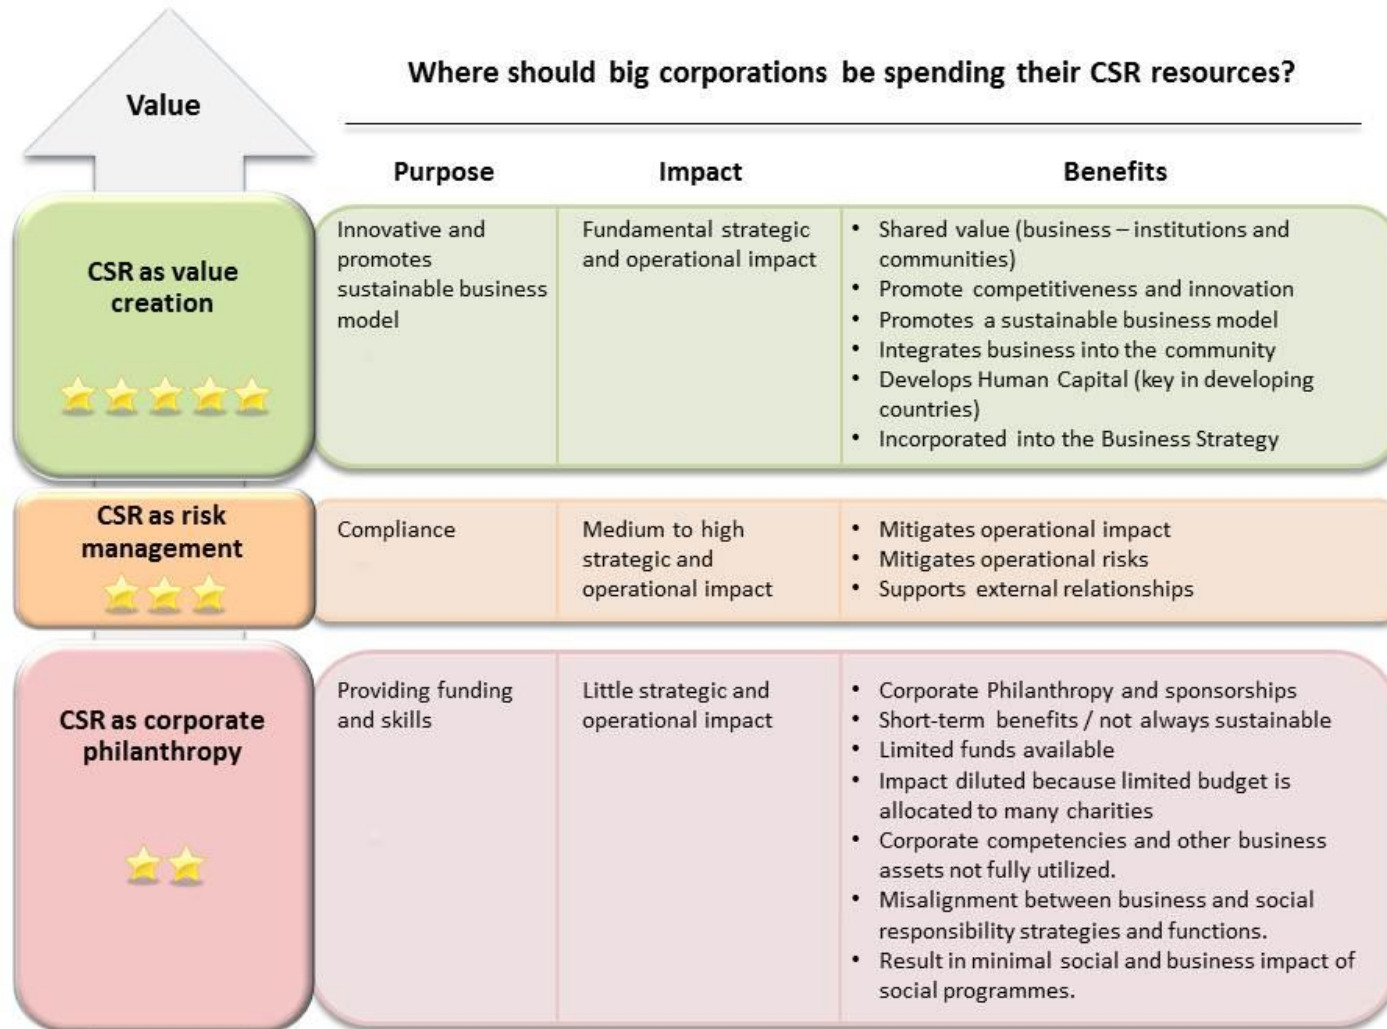 Where should big corporations be spending their CSR resources?
Value
Purpose
Impact
Benefits
CSR as value
creation
Innovative and
promotes
sustainable business
model
Fundamental strategic
and operational impact
• Shared value (business – institutions and
communities)
• Promote competitiveness and innovation
• Promotes a sustainable business model
• Integrates business into the community
• Develops Human Capital (key in developing
countries)
• Incorporated into the Business Strategy
CSR as risk
management
Compliance
Medium to high
strategic and
operational impact
• Mitigates operational impact
• Mitigates operational risks
• Supports external relationships
CSR as corporate
philanthropy
Providing funding
and skills
Little strategic and
operational impact
• Corporate Philanthropy and sponsorships
• Short-term benefits / not always sustainable
• Limited funds available
• Impact diluted because limited budget is
allocated to many charities
• Corporate competencies and other business
assets not fully utilized.
• Misalignment between business and social
responsibility strategies and functions.
• Result in minimal social and business impact of
social programmes.